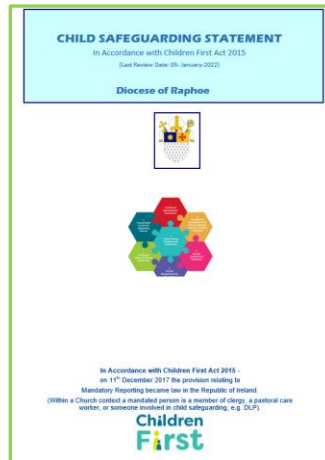 CHILD SAFEGUARDING STATEMENT
In Accordance with Children First Act 2015
(Last Review Date: 05- January-2022)
Diocese of Raphoe
In Accordance with Children First Act 2015 -
on 11th December 2017 the provision relating to
Mandatory Reporting became law in the Republic of Ireland.
(Within a Church context a mandated person is a member of clergy, a pastoral care
worker, or someone involved in child safeguarding, e.g. DLP).
Children
First